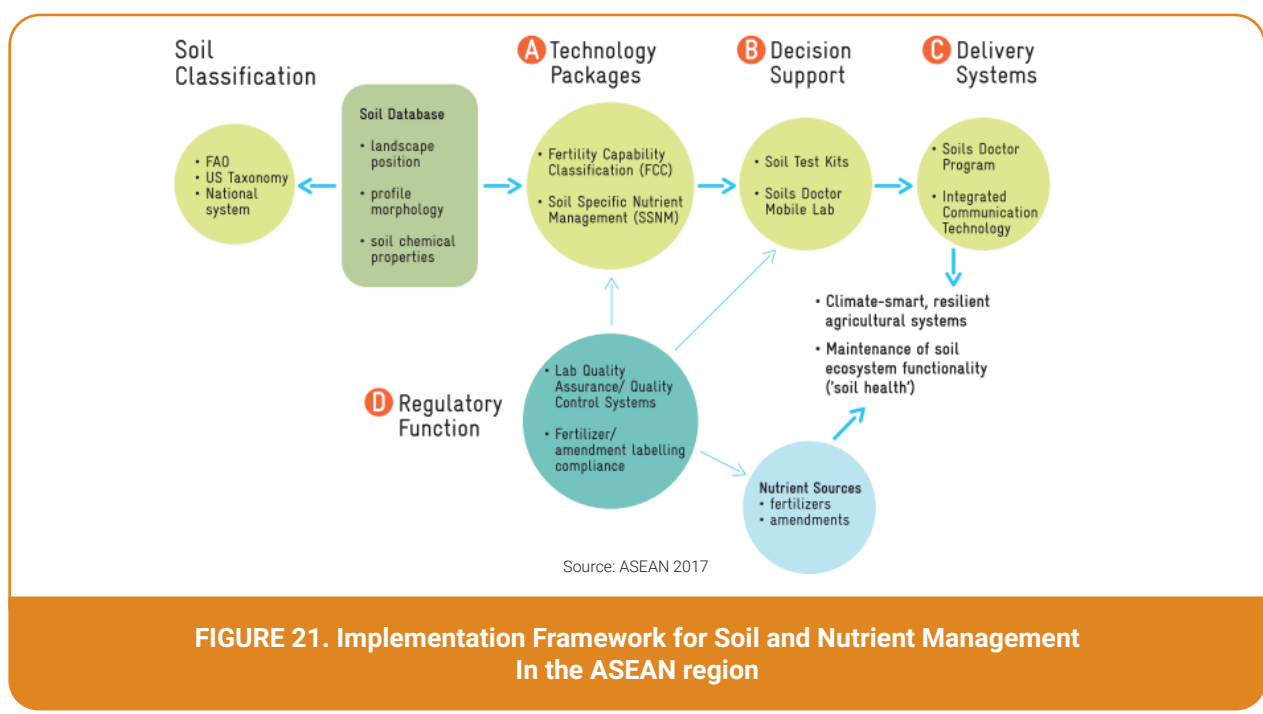 Soil
Classification
• FAO
• US Taxonomy
• National
system
Soil Database
• landscape
position
• profile
morphology
• soil chemical
properties
A Technology
Packages
• Fertility Capability
Classification (FCC)
• Soil Specific Nutrient
Management (SSNM)
B Decision
Support
• Soil Test Kits
• Soils Doctor
Mobile Lab
C Delivery
Systems
• Soils Doctor
Program
• Integrated
Communication
Technology
• Climate-smart, resilient
agricultural systems
• Maintenance of soil
ecosystem functionality
('soil health')
D Regulatory
Function
• Lab Quality
Assurance/ Quality
Control Systems
• Fertilizer/
amendment labelling
compliance
Nutrient Sources
• fertilizers
• amendments
Source: ASEAN 2017
FIGURE 21. Implementation Framework for Soil and Nutrient Management
In the ASEAN region